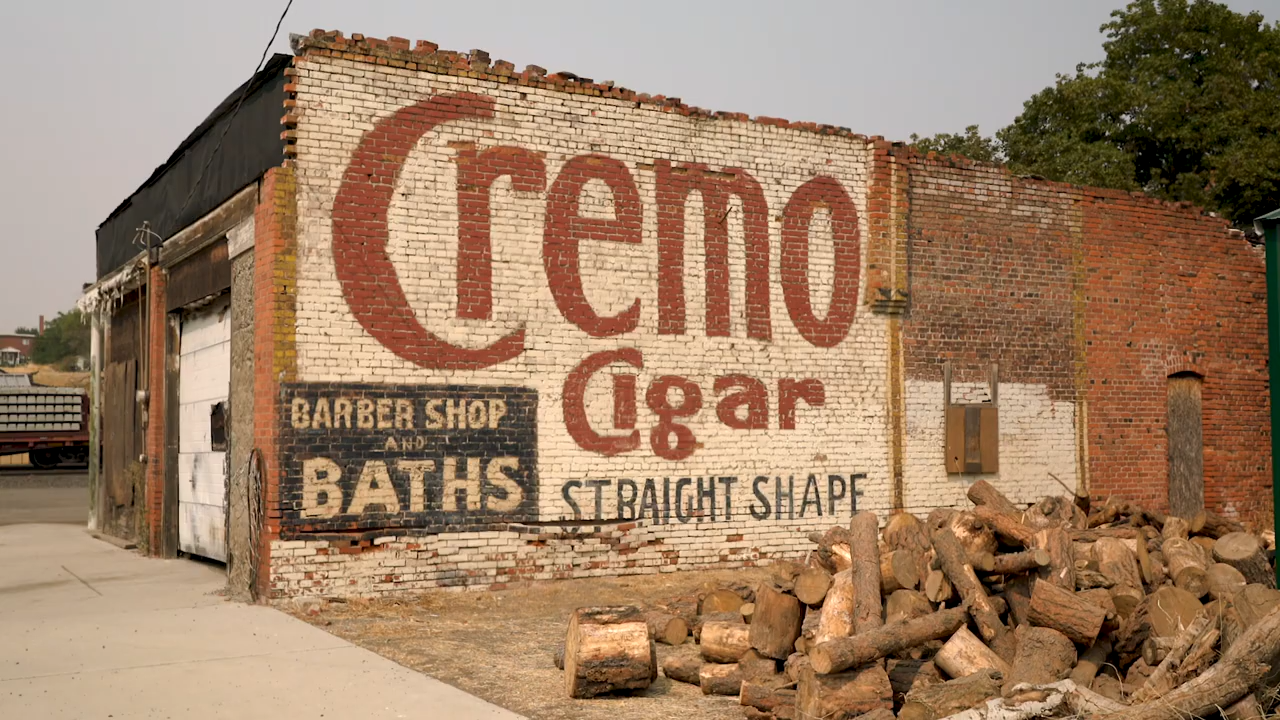 Cremo
Cigar
STRAIGHT SHAPE
BARBER SHOP
AND
BATHS